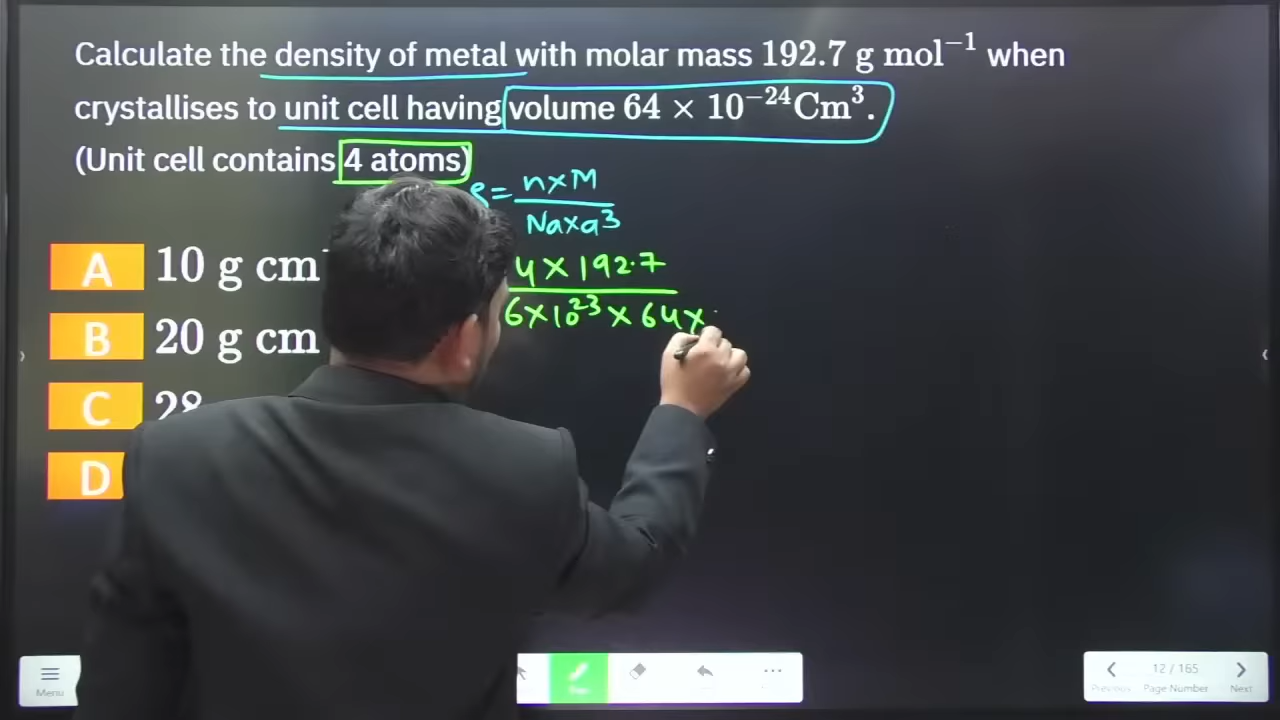 Calculate the density of metal with molar mass 192.7 g mol⁻¹ when
crystallises to unit cell having volume 64 × 10⁻²⁴Cm³.
(Unit cell contains 4 atoms)
ρ = n×M / Na×a³
4 × 192.7 / 6×10²³ × 64×
A 10 g cm
B 20 g cm
C 28
D
Menu
Previous 12 / 165 Page Number Next